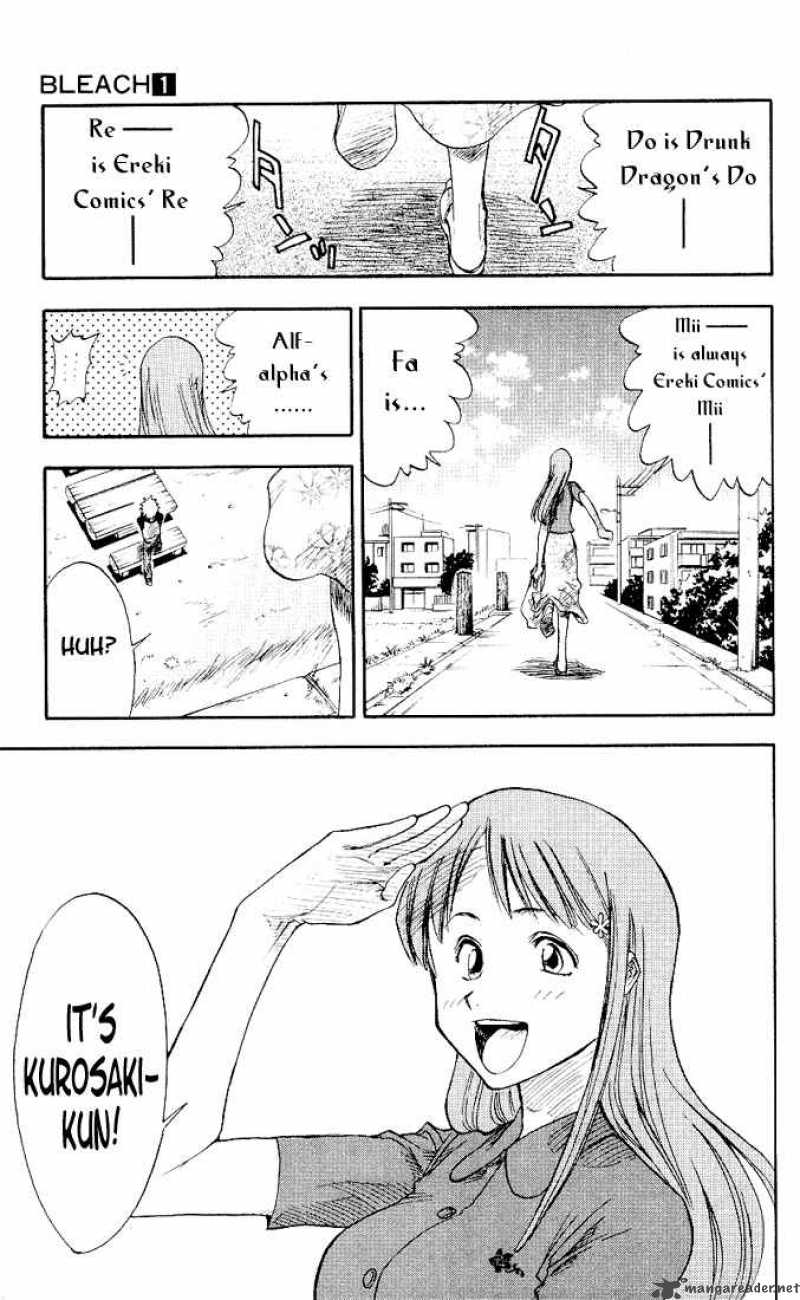 BLEACH 1
Do is Drunk
Dragon's Do
—
Re —
is Ereki
Comics' Re
—
Mii —
is always
Ereki Comics'
Mii
—
Fa
is...
Alf-
alpha's
......
HUH?
IT'S
KUROSAKI-
KUN!
mangareader.net